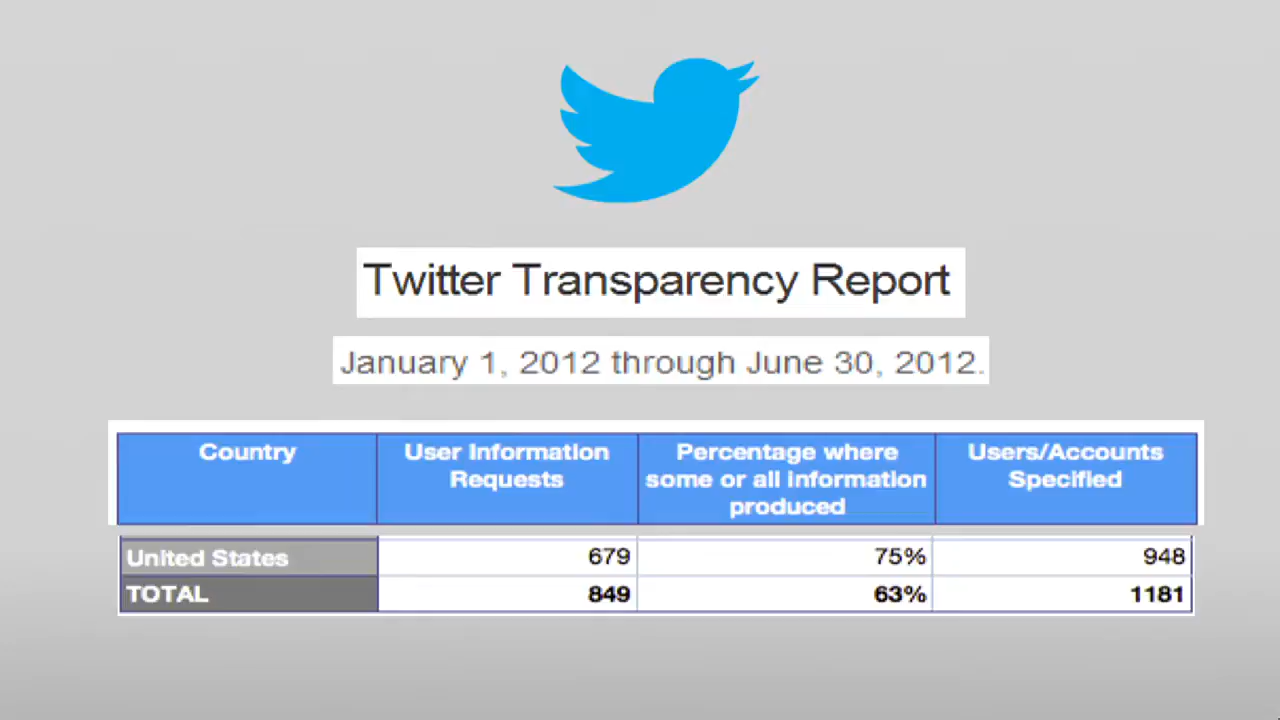 Twitter Transparency Report
January 1, 2012 through June 30, 2012.
Country User Information Requests Percentage where some or all information produced Users/Accounts Specified
United States 679 75% 948
TOTAL 849 63% 1181